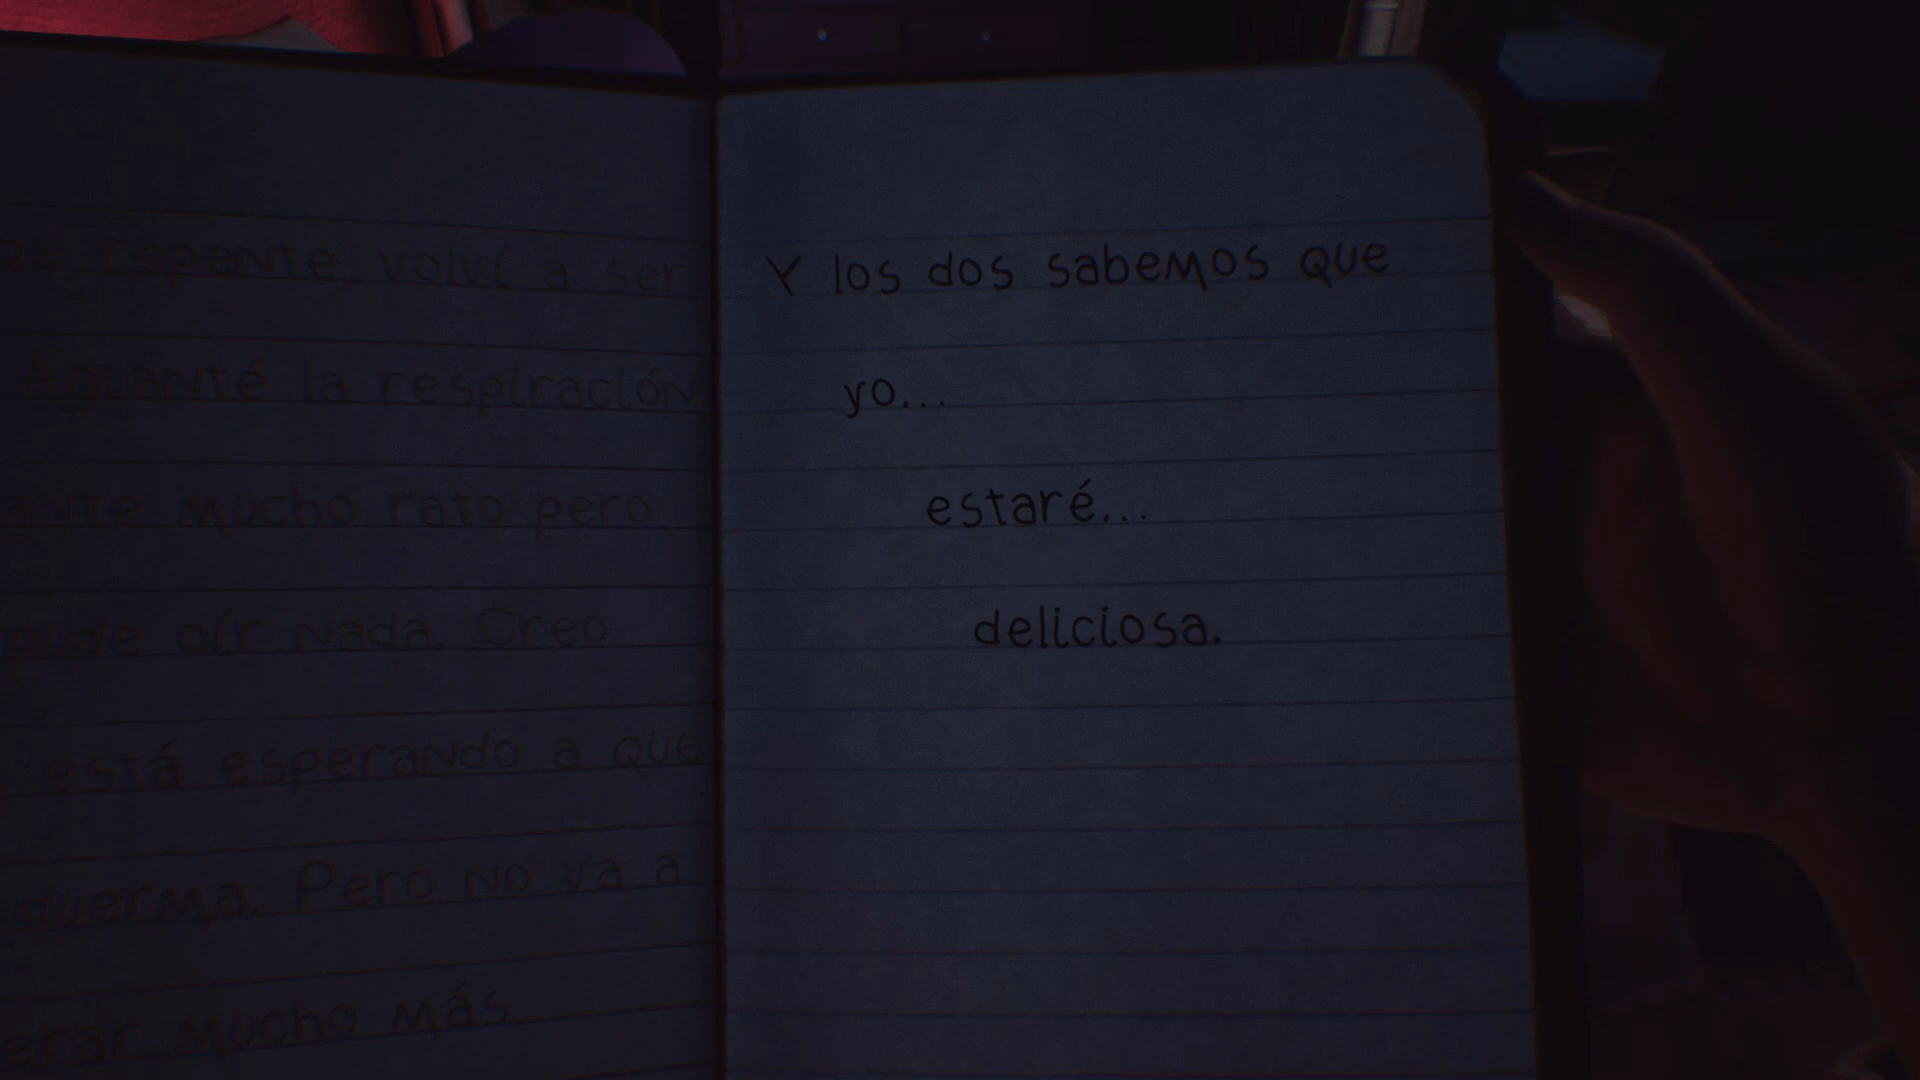 de repente, volví a ser
Aguanté la respiración
mucho rato pero
pude oír nada. Creo
está esperando a que
duerma. Pero no va a
mucho más
Y los dos sabemos que
yo...
estaré...
deliciosa.